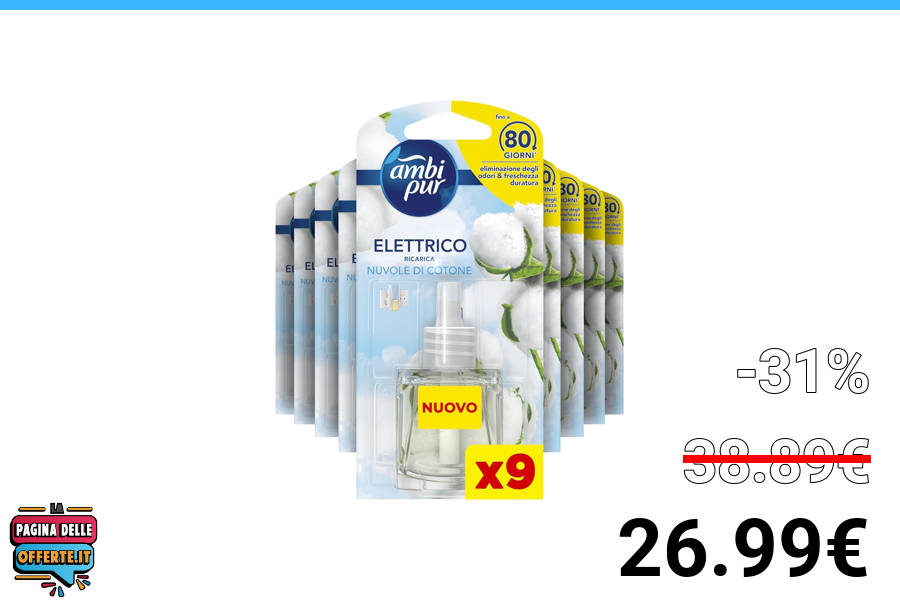 fino a
80
GIORNI*
eliminazione degli
odori & freschezza
duratura
ambi
pur
ELETTRICO
RICARICA
NUVOLE DI COTONE
NUOVO
x9
-31%
38.89€
26.99€
LA
PAGINA DELLE
OFFERTE.IT